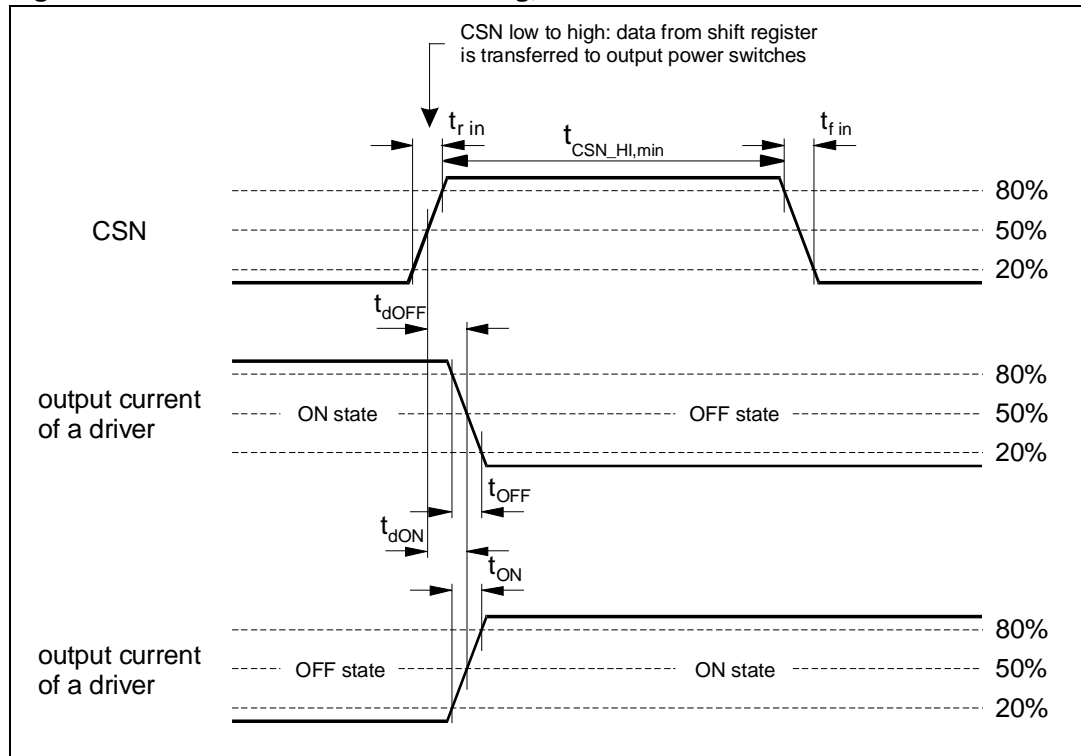 CSN low to high: data from shift register
is transferred to output power switches
t_r in
t_CSN_HI,min
t_f in
80%
CSN
50%
20%
t_dOFF
80%
output current
of a driver
ON state
OFF state
50%
20%
t_OFF
t_dON
t_ON
80%
output current
of a driver
OFF state
ON state
50%
20%